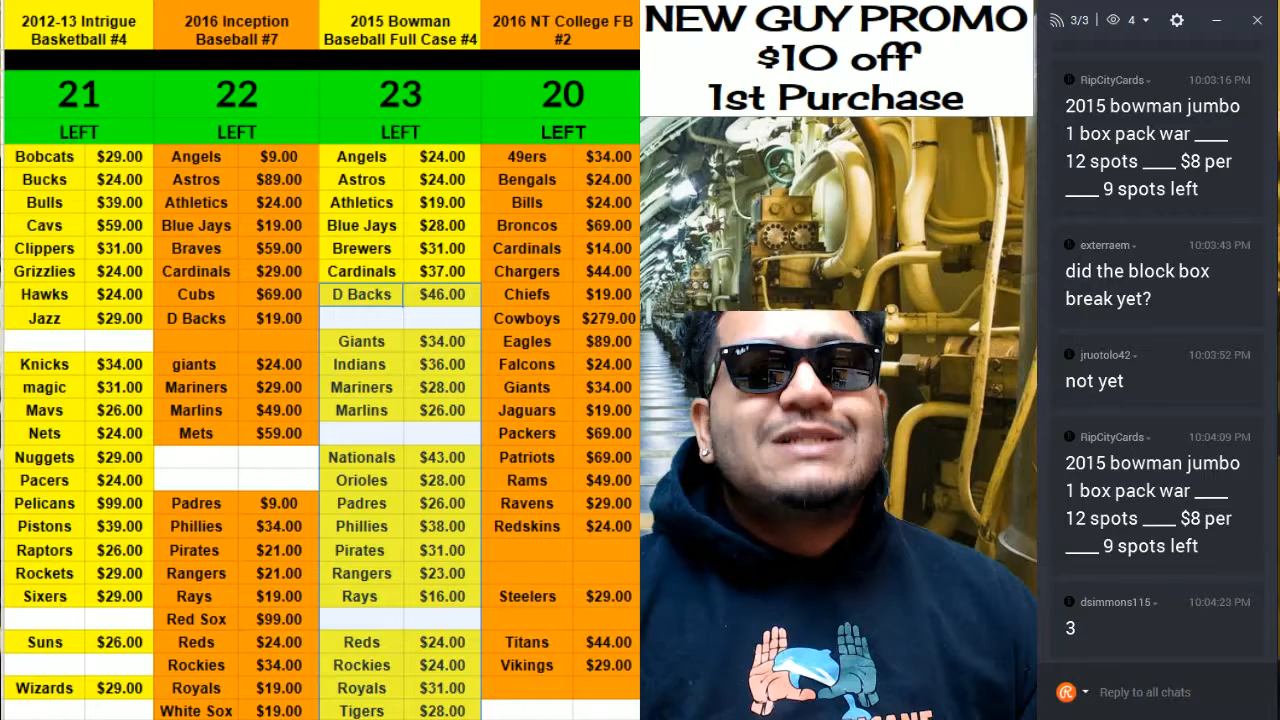 2012-13 Intrigue
Basketball #4
2016 Inception
Baseball #7
2015 Bowman
Baseball Full Case #4
2016 NT College FB
#2
21 22 23 20
LEFT LEFT LEFT LEFT
Bobcats $29.00 Angels $9.00 Angels $24.00 49ers $34.00
Bucks $24.00 Astros $89.00 Astros $24.00 Bengals $24.00
Bulls $39.00 Athletics $24.00 Athletics $19.00 Bills $24.00
Cavs $59.00 Blue Jays $19.00 Blue Jays $28.00 Broncos $69.00
Clippers $31.00 Braves $59.00 Brewers $31.00 Cardinals $14.00
Grizzlies $24.00 Cardinals $29.00 Cardinals $37.00 Chargers $44.00
Hawks $24.00 Cubs $69.00 D Backs $46.00 Chiefs $19.00
Jazz $29.00 D Backs $19.00 Cowboys $279.00
Giants $34.00 Eagles $89.00
Knicks $34.00 giants $24.00 Indians $36.00 Falcons $24.00
magic $31.00 Mariners $29.00 Mariners $28.00 Giants $34.00
Mavs $26.00 Marlins $49.00 Marlins $26.00 Jaguars $19.00
Nets $24.00 Mets $59.00 Packers $69.00
Nuggets $29.00 Nationals $43.00 Patriots $69.00
Pacers $24.00 Orioles $28.00 Rams $49.00
Pelicans $99.00 Padres $9.00 Padres $26.00 Ravens $29.00
Pistons $39.00 Phillies $34.00 Phillies $38.00 Redskins $24.00
Raptors $26.00 Pirates $21.00 Pirates $31.00
Rockets $29.00 Rangers $21.00 Rangers $23.00
Sixers $29.00 Rays $19.00 Rays $16.00 Steelers $29.00
Red Sox $99.00
Suns $26.00 Reds $24.00 Reds $24.00 Titans $44.00
Rockies $34.00 Rockies $24.00 Vikings $29.00
Wizards $29.00 Royals $19.00 Royals $31.00
White Sox $19.00 Tigers $28.00
NEW GUY PROMO
$10 off
1st Purchase
3/3 | 4
RipCityCards 10:03:16 PM
2015 bowman jumbo
1 box pack war ____
12 spots ____ $8 per
____ 9 spots left
exterraem 10:03:43 PM
did the block box
break yet?
jruotolo42 10:03:52 PM
not yet
RipCityCards 10:04:09 PM
2015 bowman jumbo
1 box pack war ____
12 spots ____ $8 per
____ 9 spots left
dsimmons115 10:04:23 PM
3
Reply to all chats